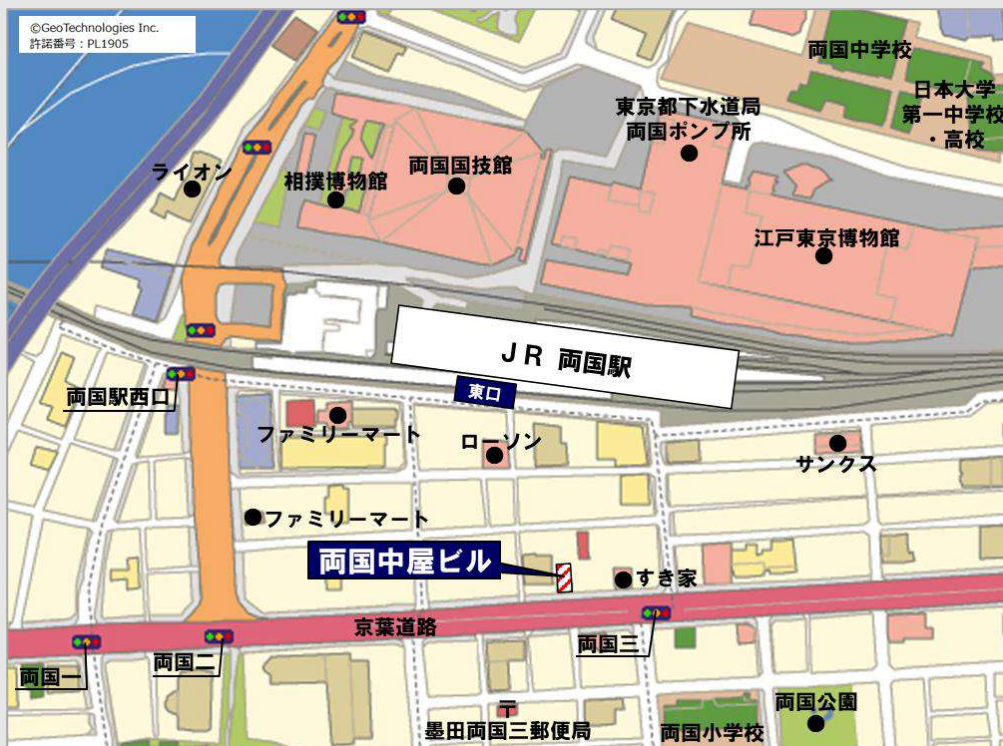 ©GeoTechnologies Inc.
許諾番号：PL1905
両国中学校
日本大学
第一中学校
・高校
東京都下水道局
両国ポンプ所
ライオン
相撲博物館
両国国技館
江戸東京博物館
ＪＲ 両国駅
東口
両国駅西口
ファミリーマート
ローソン
サンクス
ファミリーマート
両国中屋ビル
すき家
京葉道路
両国一
両国二
両国三
〒
墨田両国三郵便局
両国小学校
両国公園